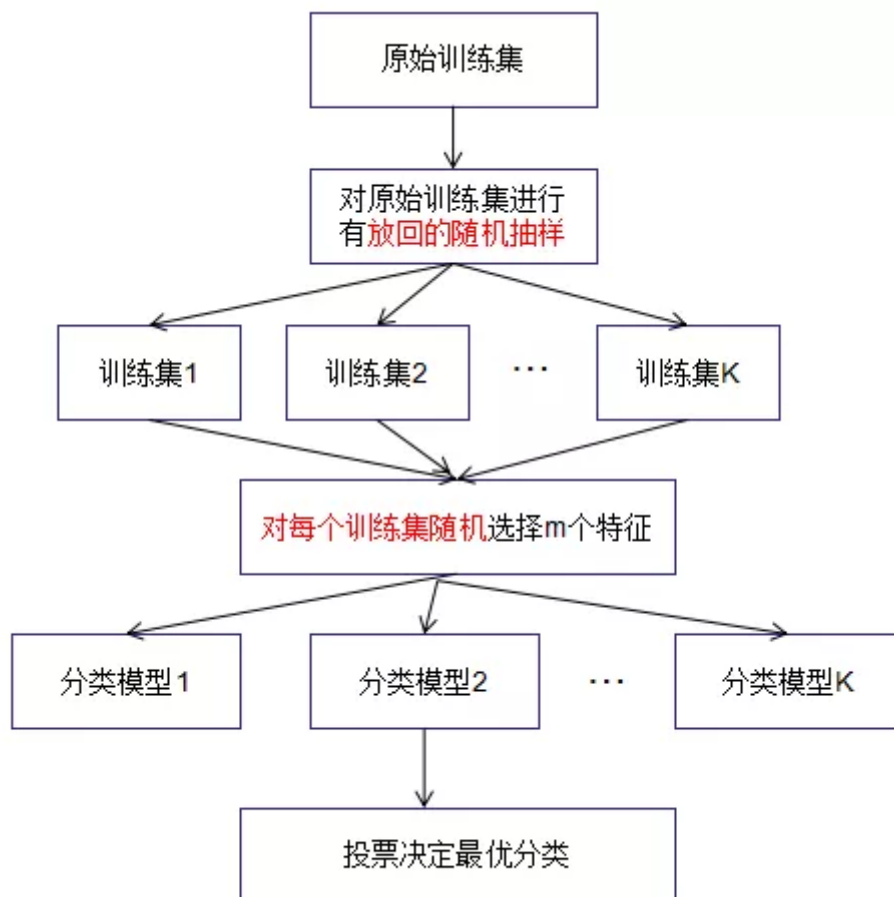 原始训练集
对原始训练集进行
有放回的随机抽样
训练集1
训练集2
···
训练集K
对每个训练集随机选择m个特征
分类模型1
分类模型2
···
分类模型K
投票决定最优分类